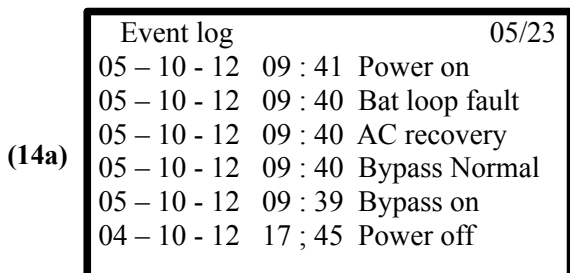 Event log 05/23
05 – 10 - 12 09 : 41 Power on
05 – 10 - 12 09 : 40 Bat loop fault
05 – 10 - 12 09 : 40 AC recovery
(14a) 05 – 10 - 12 09 : 40 Bypass Normal
05 – 10 - 12 09 : 39 Bypass on
04 – 10 - 12 17 ; 45 Power off